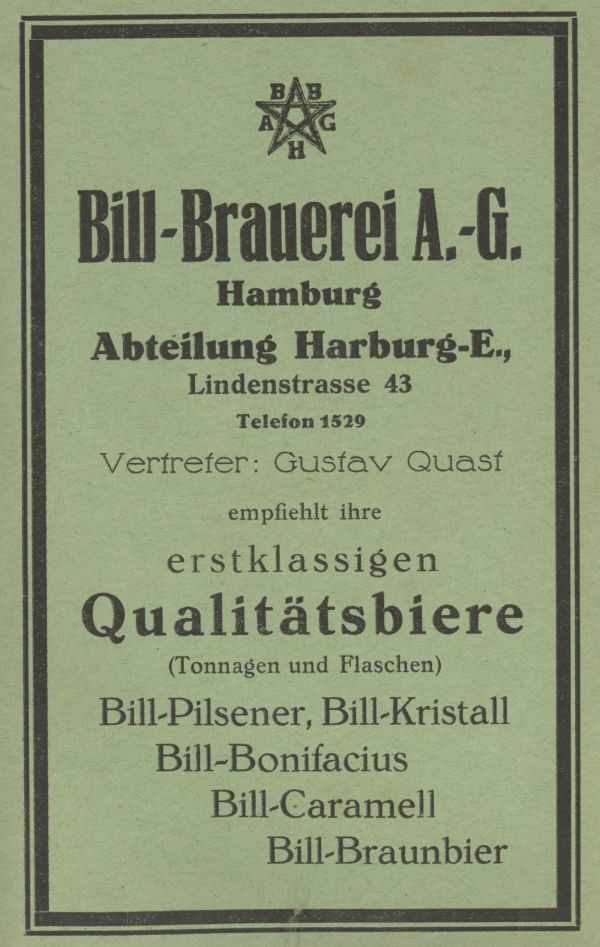 B B
A G
H
Bill-Brauerei A.-G.
Hamburg
Abteilung Harburg-E.,
Lindenstrasse 43
Telefon 1529
Vertreter: Gustav Quast
empfiehlt ihre
erstklassigen
Qualitätsbiere
(Tonnagen und Flaschen)
Bill-Pilsener, Bill-Kristall
Bill-Bonifacius
Bill-Caramell
Bill-Braunbier